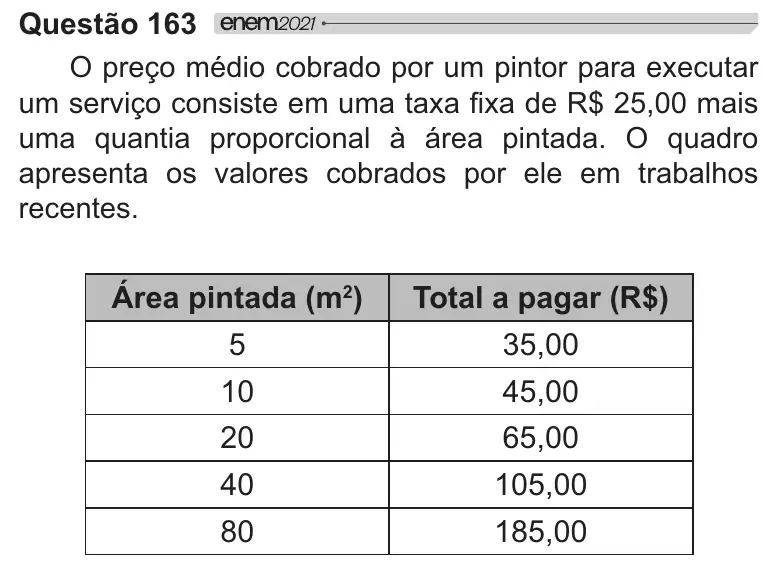 Questão 163 enem2021
O preço médio cobrado por um pintor para executar
um serviço consiste em uma taxa fixa de R$ 25,00 mais
uma quantia proporcional à área pintada. O quadro
apresenta os valores cobrados por ele em trabalhos
recentes.
Área pintada (m²) Total a pagar (R$)
5 35,00
10 45,00
20 65,00
40 105,00
80 185,00